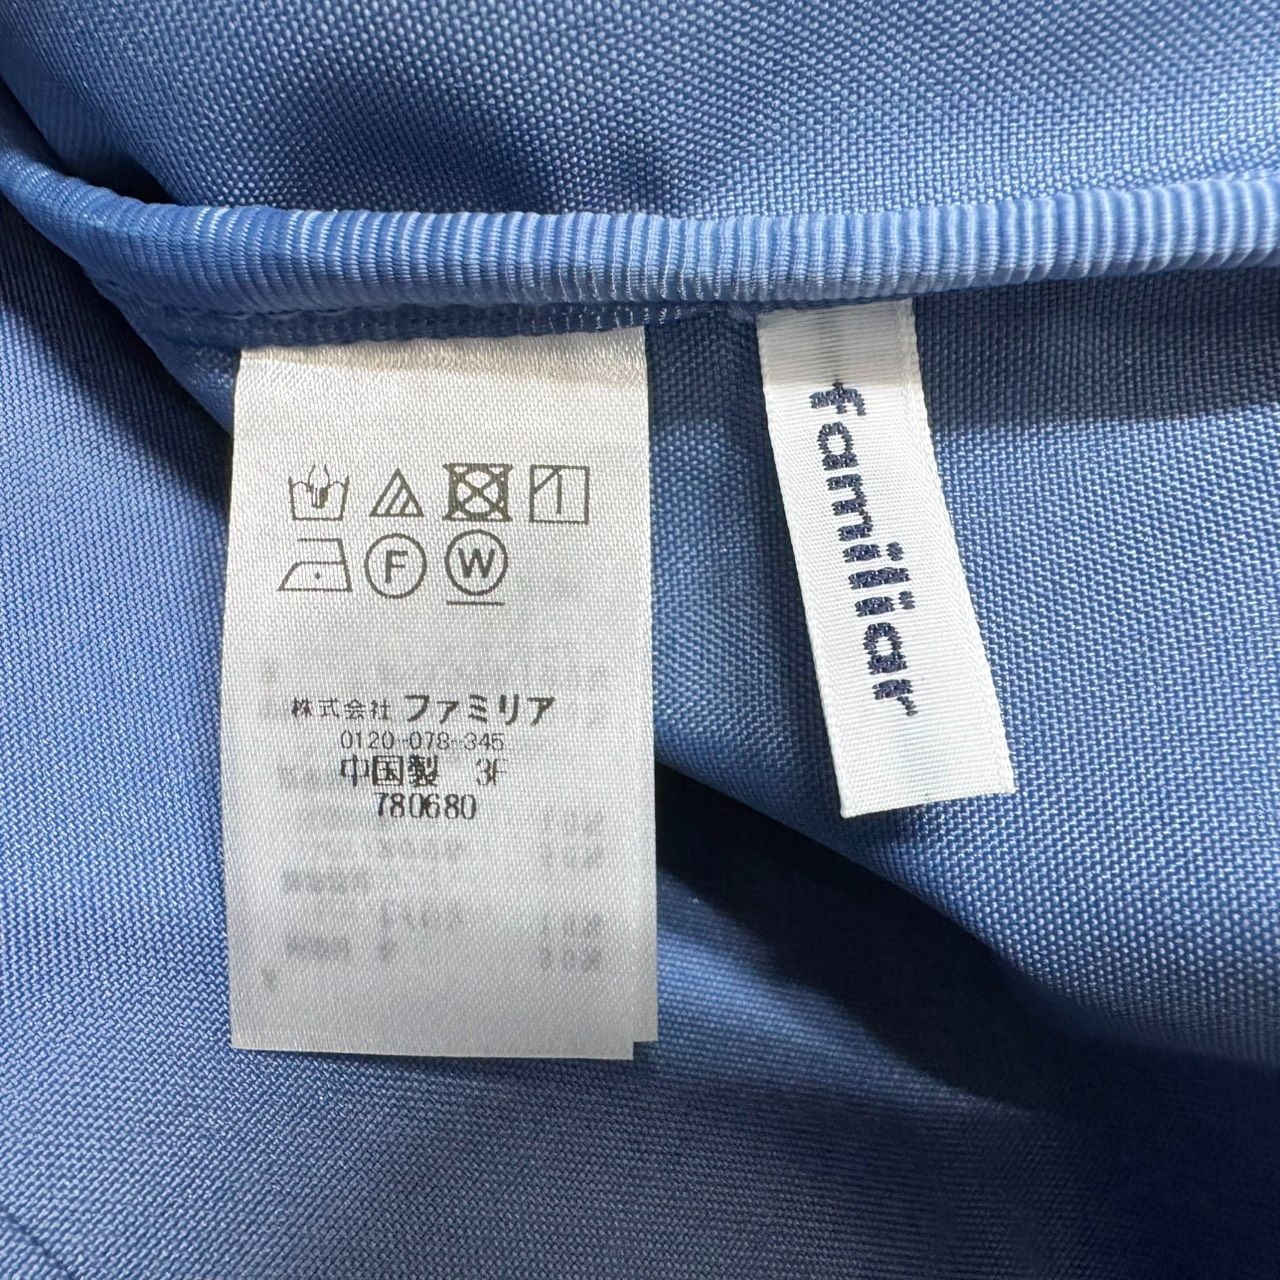 F
W
株式会社 ファミリア
0120-078-345
中国製 3F
780680
familiar